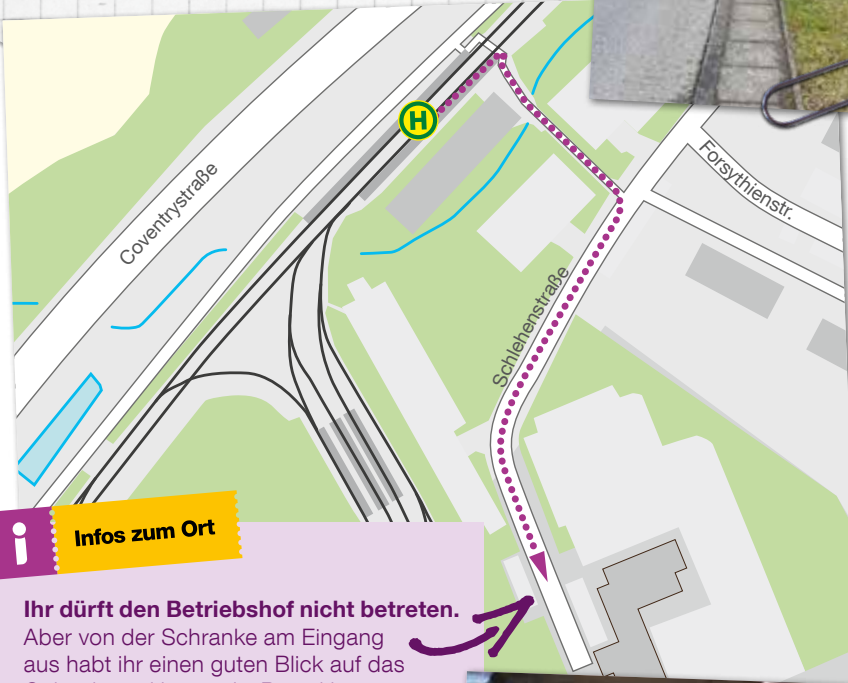 H
Coventrystraße
Forsythienstr.
Schlehenstraße
i
Infos zum Ort
Ihr dürft den Betriebshof nicht betreten.
Aber von der Schranke am Eingang
aus habt ihr einen guten Blick auf das